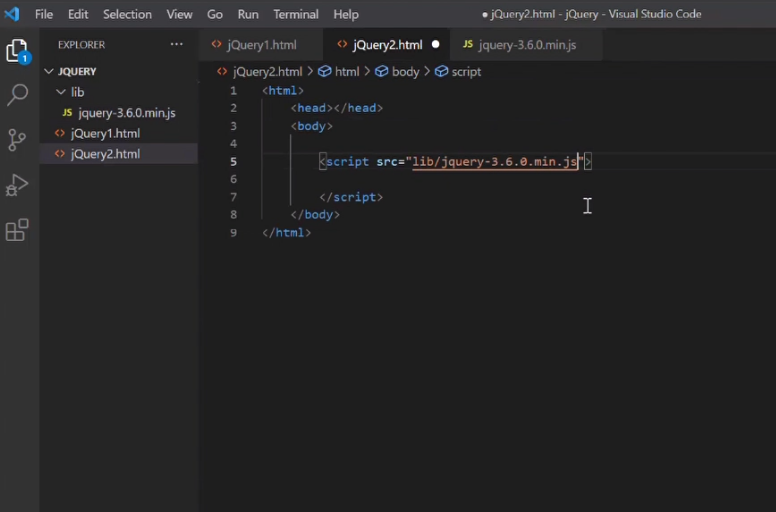 File Edit Selection View Go Run Terminal Help ● jQuery2.html - jQuery - Visual Studio Code
EXPLORER ···
jQuery1.html jQuery2.html ● JS jquery-3.6.0.min.js
JQUERY
jQuery2.html > html > body > script
lib
JS jquery-3.6.0.min.js
jQuery1.html
jQuery2.html
1
1 <html>
2 <head></head>
3 <body>
4
5 <script src="lib/jquery-3.6.0.min.js">
6
7 </script>
8 </body>
9 </html>